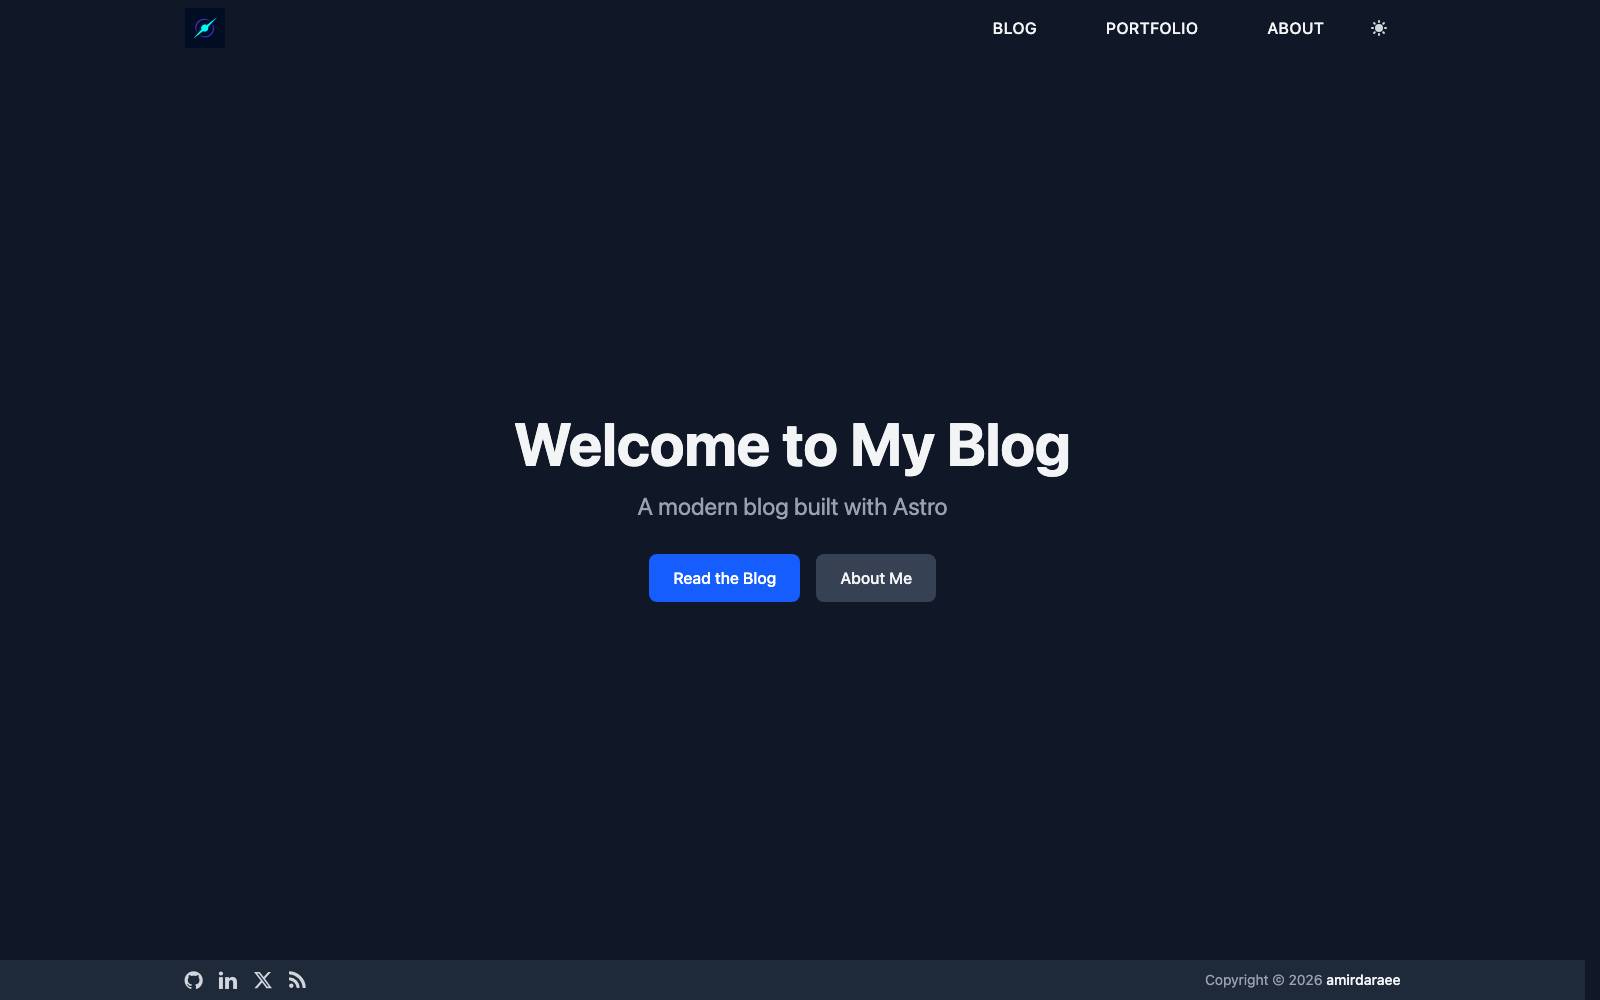 BLOG PORTFOLIO ABOUT
Welcome to My Blog
A modern blog built with Astro
Read the Blog About Me
Copyright © 2026 amirdaraee